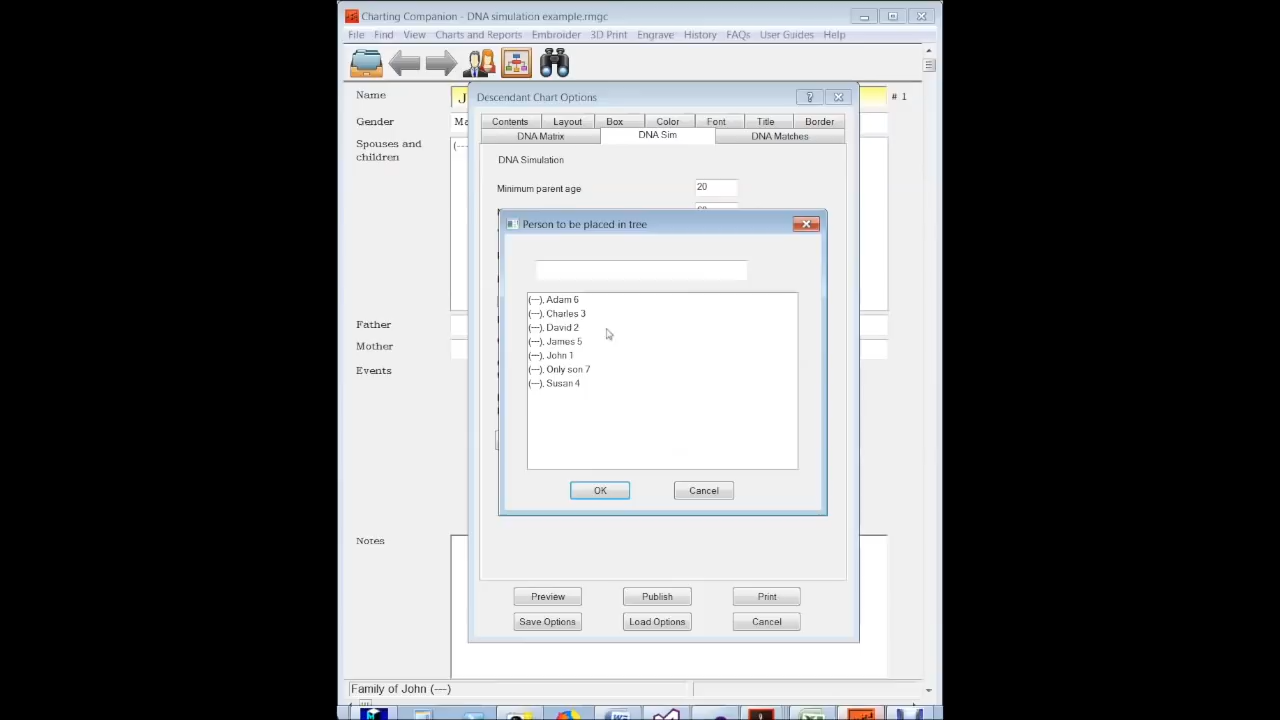 Charting Companion - DNA simulation example.rmgc
File Find View Charts and Reports Embroider 3D Print Engrave History FAQs User Guides Help
Name
J
# 1
Descendant Chart Options
?
Gender
Ma
Contents Layout Box Color Font Title Border
DNA Matrix DNA Sim DNA Matches
Spouses and
children
(---
DNA Simulation
Minimum parent age 20
Person to be placed in tree
(---), Adam 6
(---), Charles 3
(---), David 2
(---), James 5
(---), John 1
(---), Only son 7
(---), Susan 4
OK Cancel
Father
Mother
Events
Notes
Preview Publish Print
Save Options Load Options Cancel
Family of John (---)